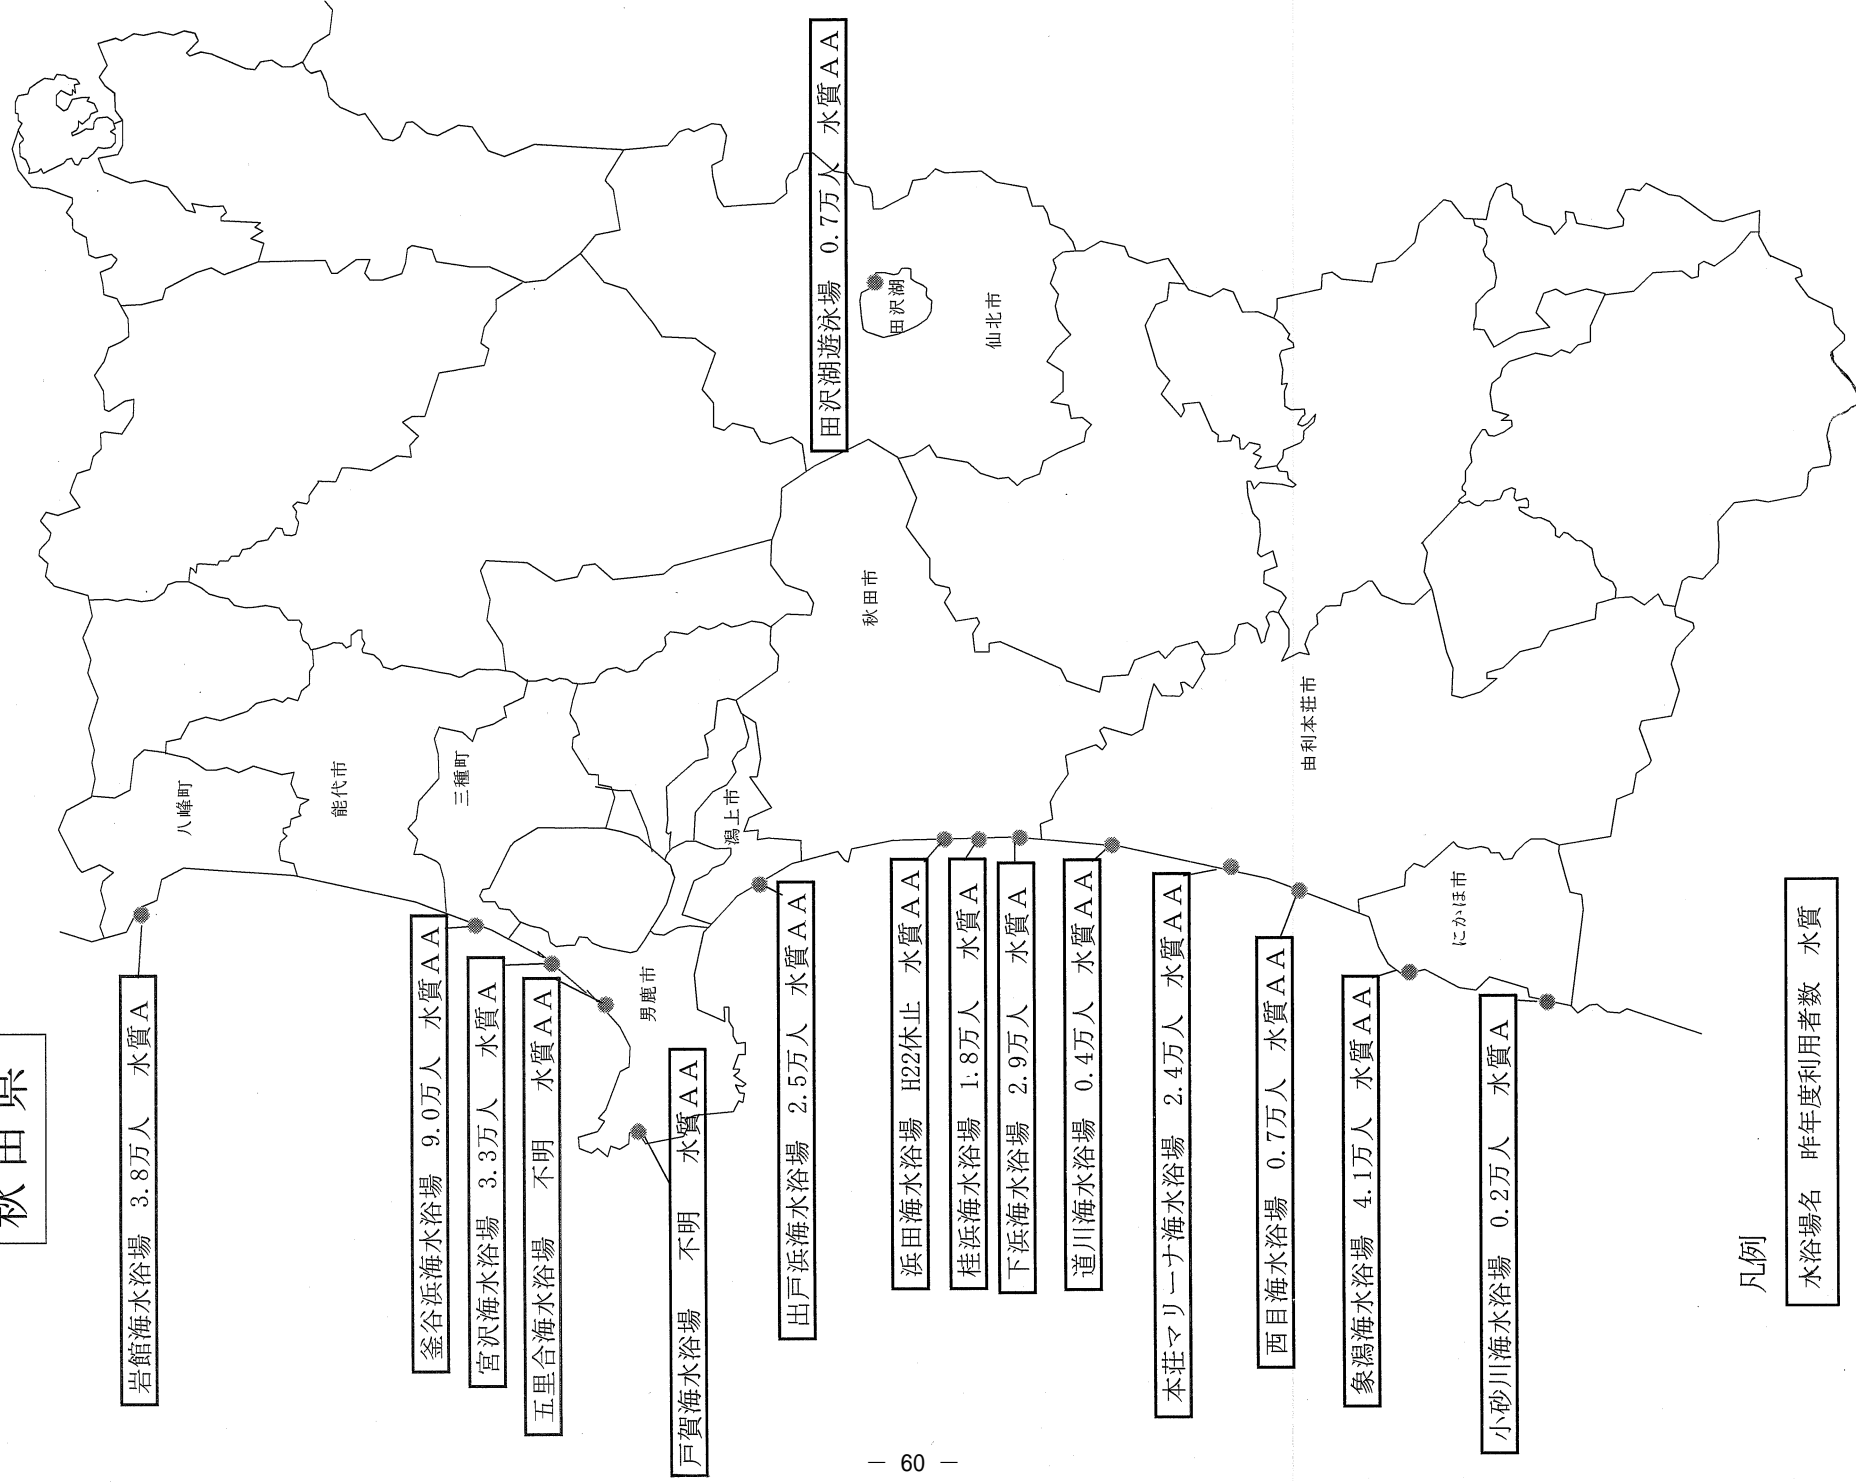 秋田県
岩館海水浴場 3.8万人 水質A
釜谷浜海水浴場 9.0万人 水質AA
宮沢海水浴場 3.3万人 水質A
五里合海水浴場 不明 水質AA
戸賀海水浴場 不明 水質AA
出戸浜海水浴場 2.5万人 水質AA
浜田海水浴場 H22休止 水質AA
桂浜海水浴場 1.8万人 水質A
下浜海水浴場 2.9万人 水質A
道川海水浴場 0.4万人 水質AA
本荘マリーナ海水浴場 2.4万人 水質AA
西目海水浴場 0.7万人 水質AA
象潟海水浴場 4.1万人 水質AA
小砂川海水浴場 0.2万人 水質A
田沢湖遊泳場 0.7万人 水質AA
八峰町
能代市
三種町
男鹿市
潟上市
秋田市
田沢湖
仙北市
由利本荘市
にかほ市
凡例
水浴場名 昨年度利用者数 水質
― 60 ―